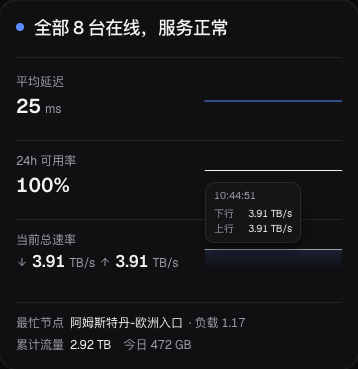 全部 8 台在线，服务正常
平均延迟
25 ms
24h 可用率
100%
10:44:51
下行 3.91 TB/s
上行 3.91 TB/s
当前总速率
↓ 3.91 TB/s ↑ 3.91 TB/s
最忙节点 阿姆斯特丹-欧洲入口 · 负载 1.17
累计流量 2.92 TB 今日 472 GB